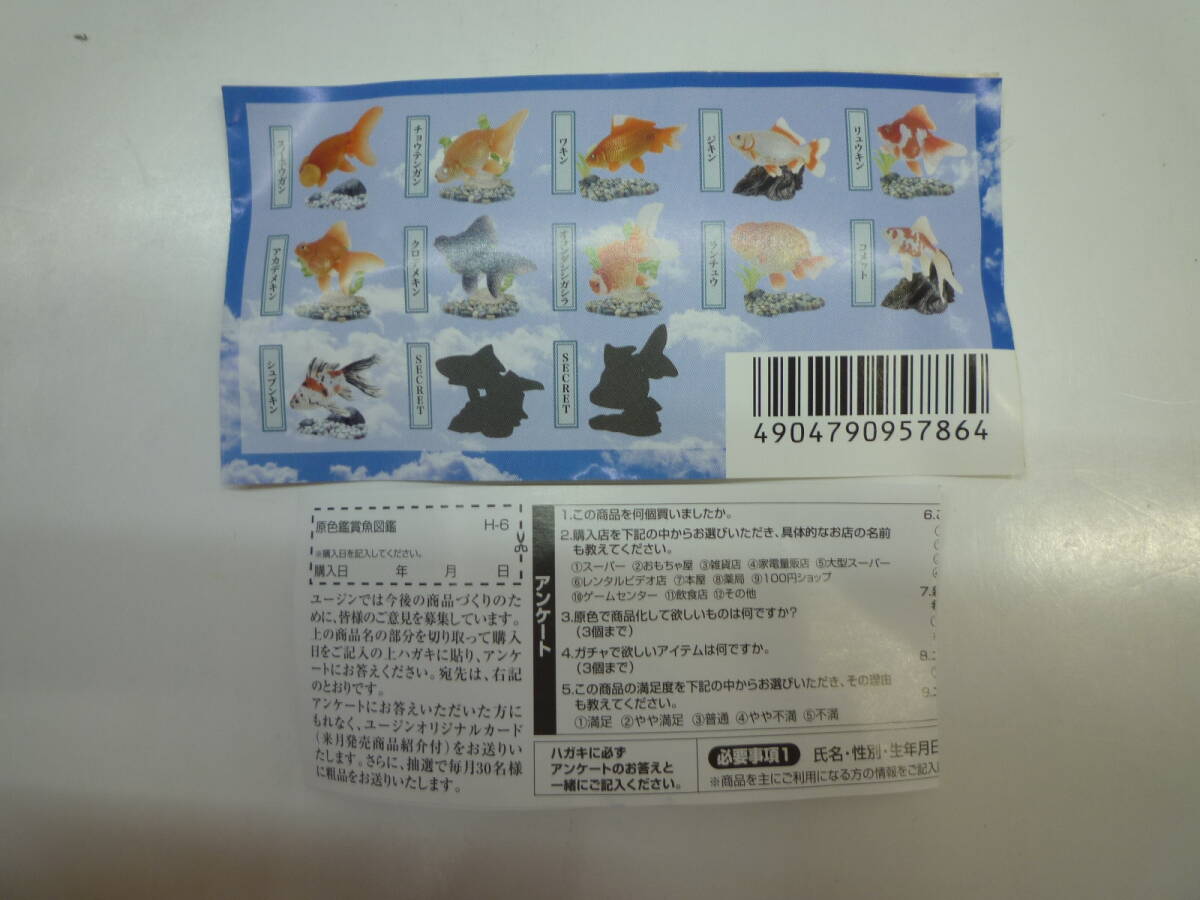 スイホウガン
チョウテンガン
ワキン
ジキン
リュウキン
アカデメキン
クロデメキン
オランダシシガシラ
ランチュウ
コメット
シュブンキン
SECRET
SECRET
4904790957864
原色鑑賞魚図鑑 H-6
※購入日を記入してください。
購入日 年 月 日
ユージンでは今後の商品づくりのた
めに、皆様のご意見を募集しています。
上の商品名の部分を切り取って購入
日をご記入の上ハガキに貼り、アンケ
ートにお答えください。宛先は、右記
のとおりです。
アンケートにお答えいただいた方に
もれなく、ユージンオリジナルカード
(来月発売商品紹介付)をお送りい
たします。さらに、抽選で毎月30名様
に粗品をお送りいたします。
アンケート
1.この商品を何個買いましたか。
2.購入店を下記の中からお選びいただき、具体的なお店の名前
も教えてください。
①スーパー ②おもちゃ屋 ③雑貨店 ④家電量販店 ⑤大型スーパー
⑥レンタルビデオ店 ⑦本屋 ⑧薬局 ⑨100円ショップ
⑩ゲームセンター ⑪飲食店 ⑫その他
3.原色で商品化して欲しいものは何ですか?
(3個まで)
4.ガチャで欲しいアイテムは何ですか。
(3個まで)
5.この商品の満足度を下記の中からお選びいただき、その理由
も教えてください。
①満足 ②やや満足 ③普通 ④やや不満 ⑤不満
6.
7.
8.
9.
ハガキに必ず
アンケートのお答えと
一緒にご記入ください。
必要事項1 氏名・性別・生年月日
※商品を主にご利用になる方の情報をご記入